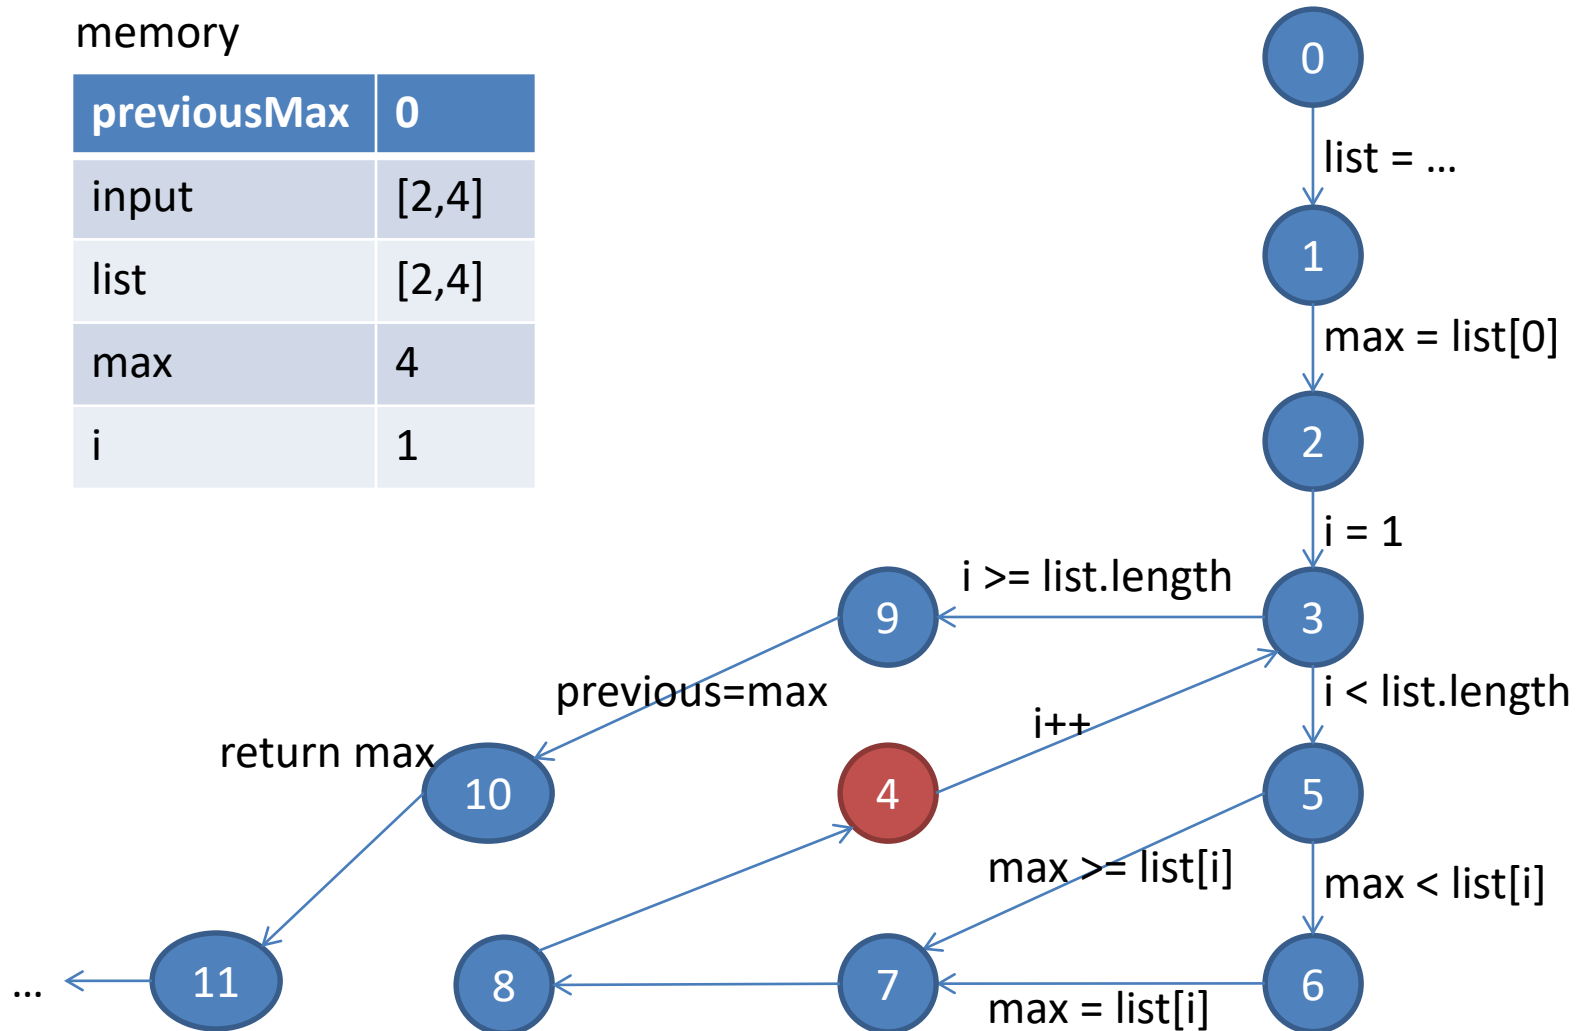 memory
previousMax 0
input [2,4]
list [2,4]
max 4
i 1
0
list = ...
1
max = list[0]
2
i = 1
i >= list.length
9
3
previous=max
i++
i < list.length
return max
10
4
5
max >= list[i]
max < list[i]
...
11
8
7
6
max = list[i]